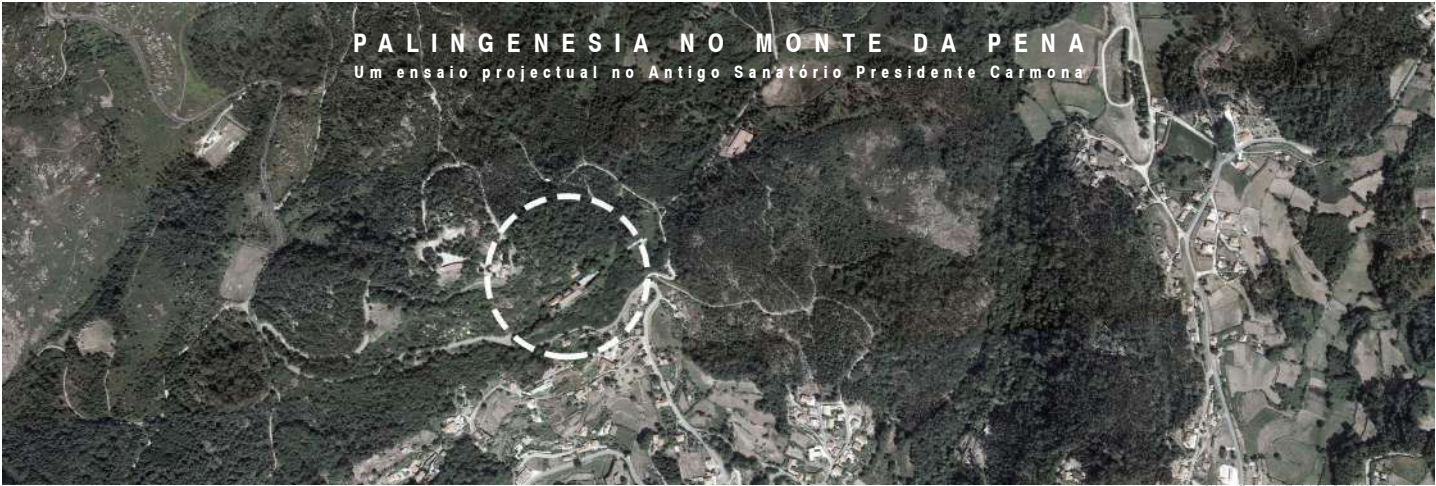 PALINGENESIA NO MONTE DA PENA
Um ensaio projectual no Antigo Sanatório Presidente Carmona